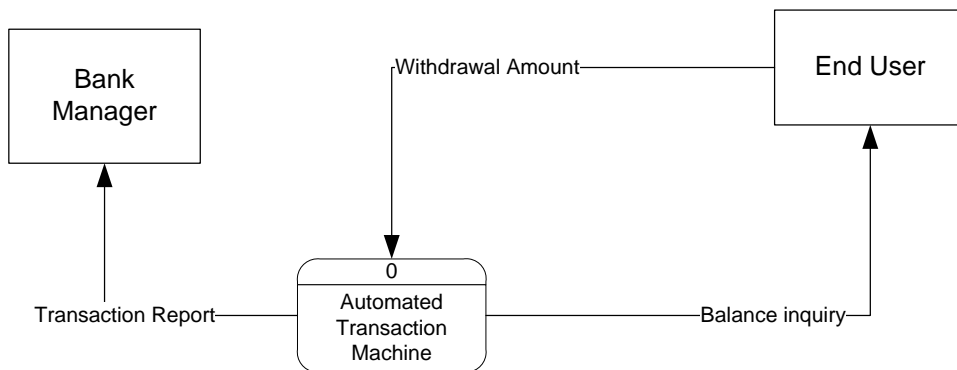 Bank
Manager
Withdrawal Amount
End User
0
Automated
Transaction
Machine
Transaction Report
Balance inquiry